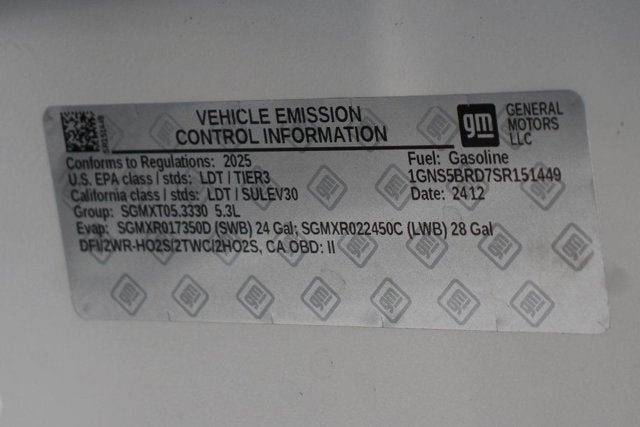 VEHICLE EMISSION
CONTROL INFORMATION
gm
GENERAL
MOTORS
LLC
Conforms to Regulations: 2025
U.S. EPA class / stds: LDT / TIER3
California class / stds: LDT / SULEV30
Group: SGMXT05.3330 5.3L
Evap: SGMXR017350D (SWB) 24 Gal; SGMXR022450C (LWB) 28 Gal
DFI/2WR-HO2S/2TWC/2HO2S, CA OBD: II
Fuel: Gasoline
1GNS5BRD7SR151449
Date: 2412